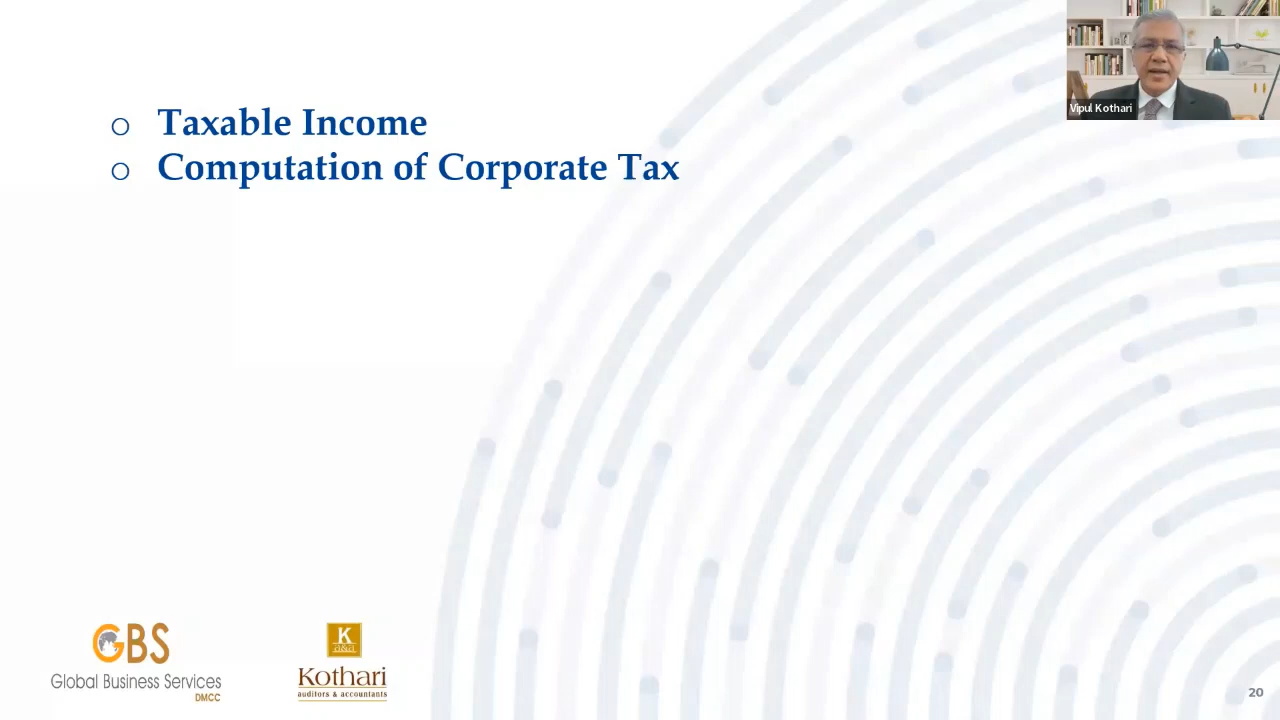 Vipul Kothari
o Taxable Income
o Computation of Corporate Tax
GBS
Global Business Services
DMCC
K
Kothari
auditors & accountants
20